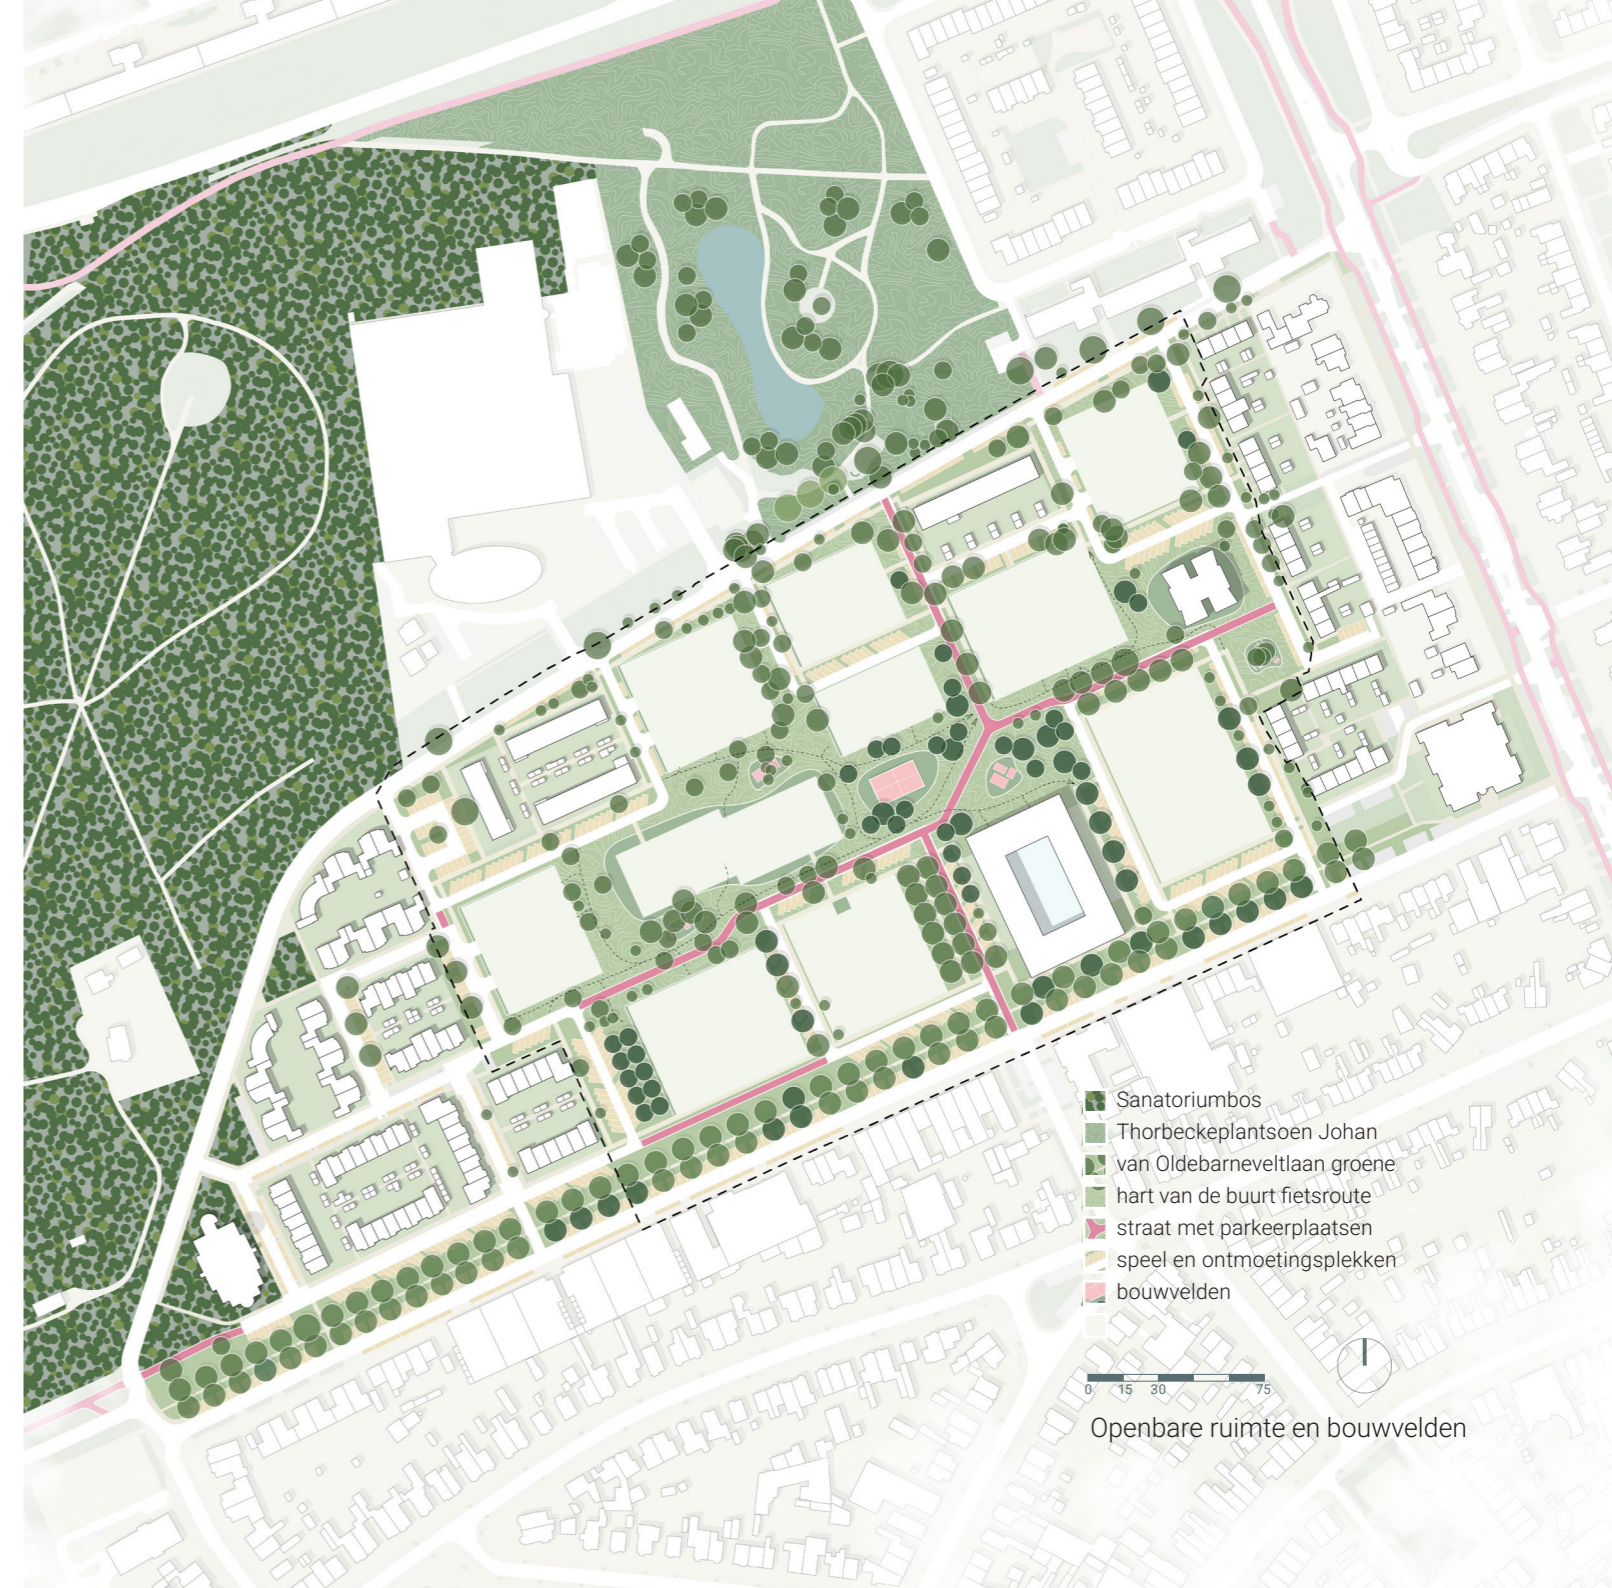 Sanatoriumbos
Thorbeckeplantsoen Johan
van Oldebarneveltlaan groene
hart van de buurt fietsroute
straat met parkeerplaatsen
speel en ontmoetingsplekken
bouwvelden
0 15 30 75
Openbare ruimte en bouwvelden